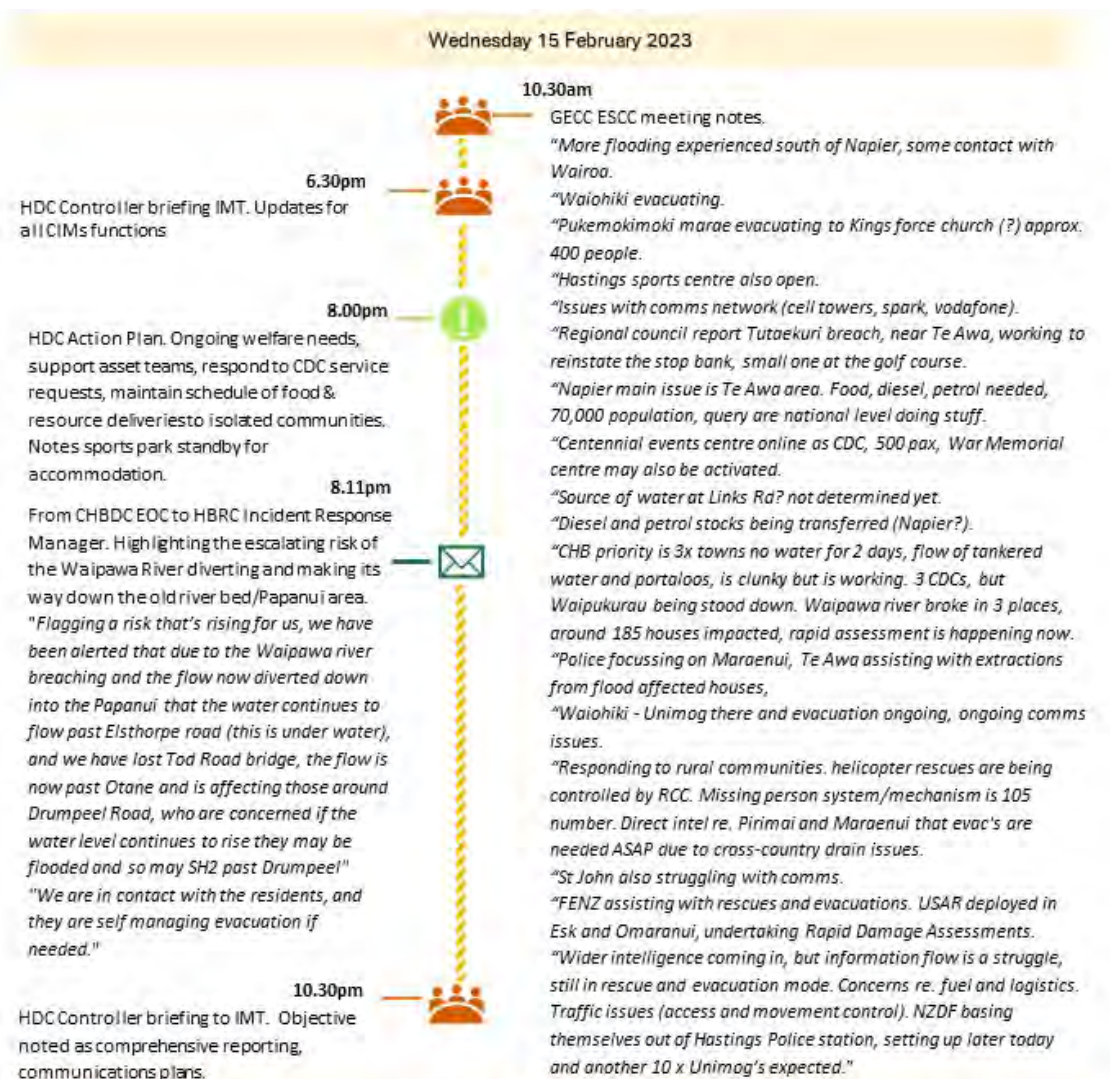 Wednesday 15 February 2023
10.30am
GECC ESCC meeting notes.
"More flooding experienced south of Napier, some contact with
Wairoa.
"Waiohiki evacuating.
"Pukemokimoki marae evacuating to Kings force church (?) approx.
400 people.
"Hastings sports centre also open.
"Issues with comms network (cell towers, spark, vodafone).
"Regional council report Tutaekuri breach, near Te Awa, working to
reinstate the stop bank, small one at the golf course.
"Napier main issue is Te Awa area. Food, diesel, petrol needed,
70,000 population, query are national level doing stuff.
"Centennial events centre online as CDC, 500 pax, War Memorial
centre may also be activated.
"Source of water at Links Rd? not determined yet.
"Diesel and petrol stocks being transferred (Napier?).
"CHB priority is 3x towns no water for 2 days, flow of tankered
water and portaloos, is clunky but is working. 3 CDCs, but
Waipukurau being stood down. Waipawa river broke in 3 places,
around 185 houses impacted, rapid assessment is happening now.
"Police focussing on Maraenui, Te Awa assisting with extractions
from flood affected houses,
"Waiohiki - Unimog there and evacuation ongoing, ongoing comms
issues.
"Responding to rural communities. helicopter rescues are being
controlled by RCC. Missing person system/mechanism is 105
number. Direct intel re. Pirimai and Maraenui that evac's are
needed ASAP due to cross-country drain issues.
"St John also struggling with comms.
"FENZ assisting with rescues and evacuations. USAR deployed in
Esk and Omaranui, undertaking Rapid Damage Assessments.
"Wider intelligence coming in, but information flow is a struggle,
still in rescue and evacuation mode. Concerns re. fuel and logistics.
Traffic issues (access and movement control). NZDF basing
themselves out of Hastings Police station, setting up later today
and another 10 x Unimog's expected."
6.30pm
HDC Controller briefing IMT. Updates for
all CIMs functions
8.00pm
HDC Action Plan. Ongoing welfare needs,
support asset teams, respond to CDC service
requests, maintain schedule of food &
resource deliveriesto isolated communities.
Notes sports park standby for
accommodation.
8.11pm
From CHBDC EOC to HBRC Incident Response
Manager. Highlighting the escalating risk of
the Waipawa River diverting and making its
way down the old river bed/Papanui area.
"Flagging a risk that's rising for us, we have
been alerted that due to the Waipawa river
breaching and the flow now diverted down
into the Papanui that the water continues to
flow past Elsthorpe road (this is under water),
and we have lost Tod Road bridge, the flow is
now past Otane and is affecting those around
Drumpeel Road, who are concerned if the
water level continues to rise they may be
flooded and so may SH2 past Drumpeel"
"We are in contact with the residents, and
they are self managing evacuation if
needed."
10.30pm
HDC Controller briefing to IMT. Objective
noted as comprehensive reporting,
communications plans.